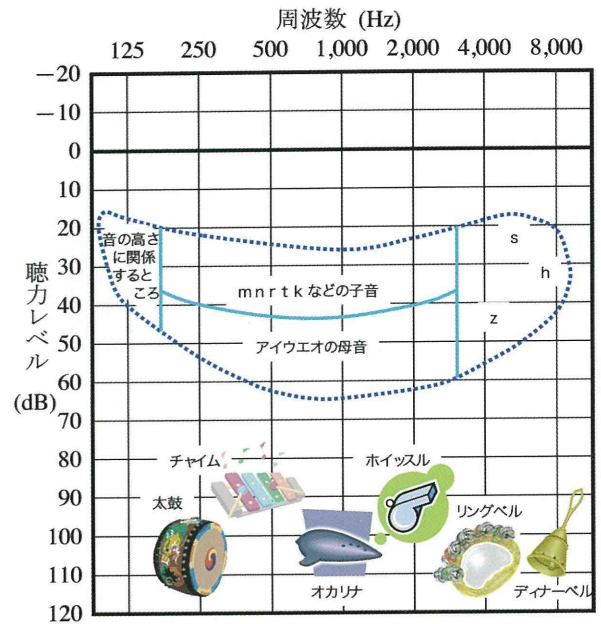 周波数 (Hz)
125 250 500 1,000 2,000 4,000 8,000
－20
－10
0
10
20
30
40
50
60
70
80
90
100
110
120
聴力レベル
(dB)
音の高さ
に関係
すると
ころ
m n r t k などの子音
アイウエオの母音
s
h
z
チャイム
ホイッスル
太鼓
リングベル
オカリナ
ディナーベル